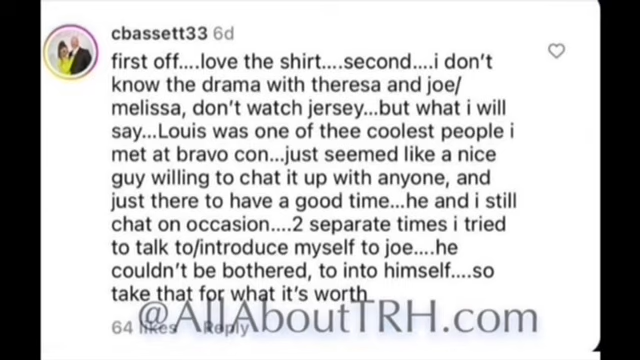 cbassett33 6d
first off....love the shirt....second....i don't
know the drama with theresa and joe/
melissa, don't watch jersey...but what i will
say...Louis was one of thee coolest people i
met at bravo con...just seemed like a nice
guy willing to chat it up with anyone, and
just there to have a good time...he and i still
chat on occasion....2 separate times i tried
to talk to/introduce myself to joe....he
couldn't be bothered, to into himself....so
take that for what it's worth
@AllAboutTRH.com
64 likes Reply